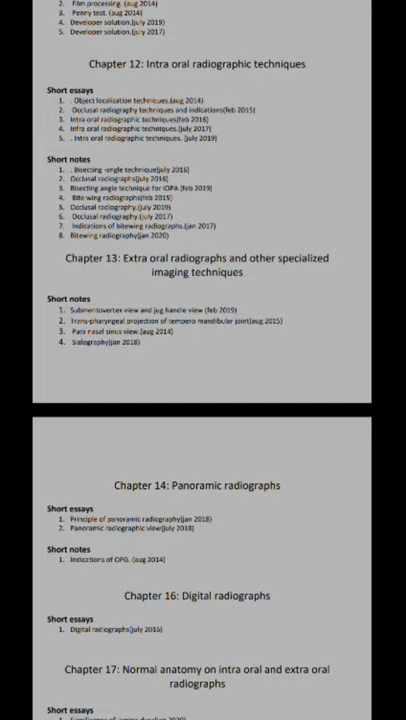 2. Film processing. (aug 2014)
3. Penny test. (aug 2014)
4. Developer solution.(july 2019)
5. Developer solution.(july 2017)
Chapter 12: Intra oral radiographic techniques
Short essays
1. . Object localization techniques.(aug 2014)
2. Occlusal radiography techniques and indications(feb 2015)
3. Intra oral radiographic techniques(feb 2016)
4. Intra oral radiographic techniques.(july 2017)
5. . Intra oral radiographic techniques. (july 2019)
Short notes
1. . Bisecting -angle technique(july 2016)
2. Occlusal radiographs(july 2018)
3. Bisecting angle technique for IOPA (feb 2019)
4. Bite wing radiographs(feb 2015)
5. Occlusal radiography.(july 2019)
6. Occlusal radiography.(july 2017)
7. Indications of bitewing radiographs.(jan 2017)
8. Bitewing radiography(jan 2020)
Chapter 13: Extra oral radiographs and other specialized
imaging techniques
Short notes
1. Submentovertex view and jug handle view (feb 2019)
2. Trans-pharyngeal projection of tempero mandibular joint(aug 2015)
3. Para nasal sinus view.(aug 2014)
4. Sialography(jan 2018)
Chapter 14: Panoramic radiographs
Short essays
1. Principle of panoramic radiography(jan 2018)
2. Panoramic radiographic view(july 2018)
Short notes
1. Indications of OPG. (aug 2014)
Chapter 16: Digital radiographs
Short essays
1. Digital radiographs(july 2016)
Chapter 17: Normal anatomy on intra oral and extra oral
radiographs
Short essays